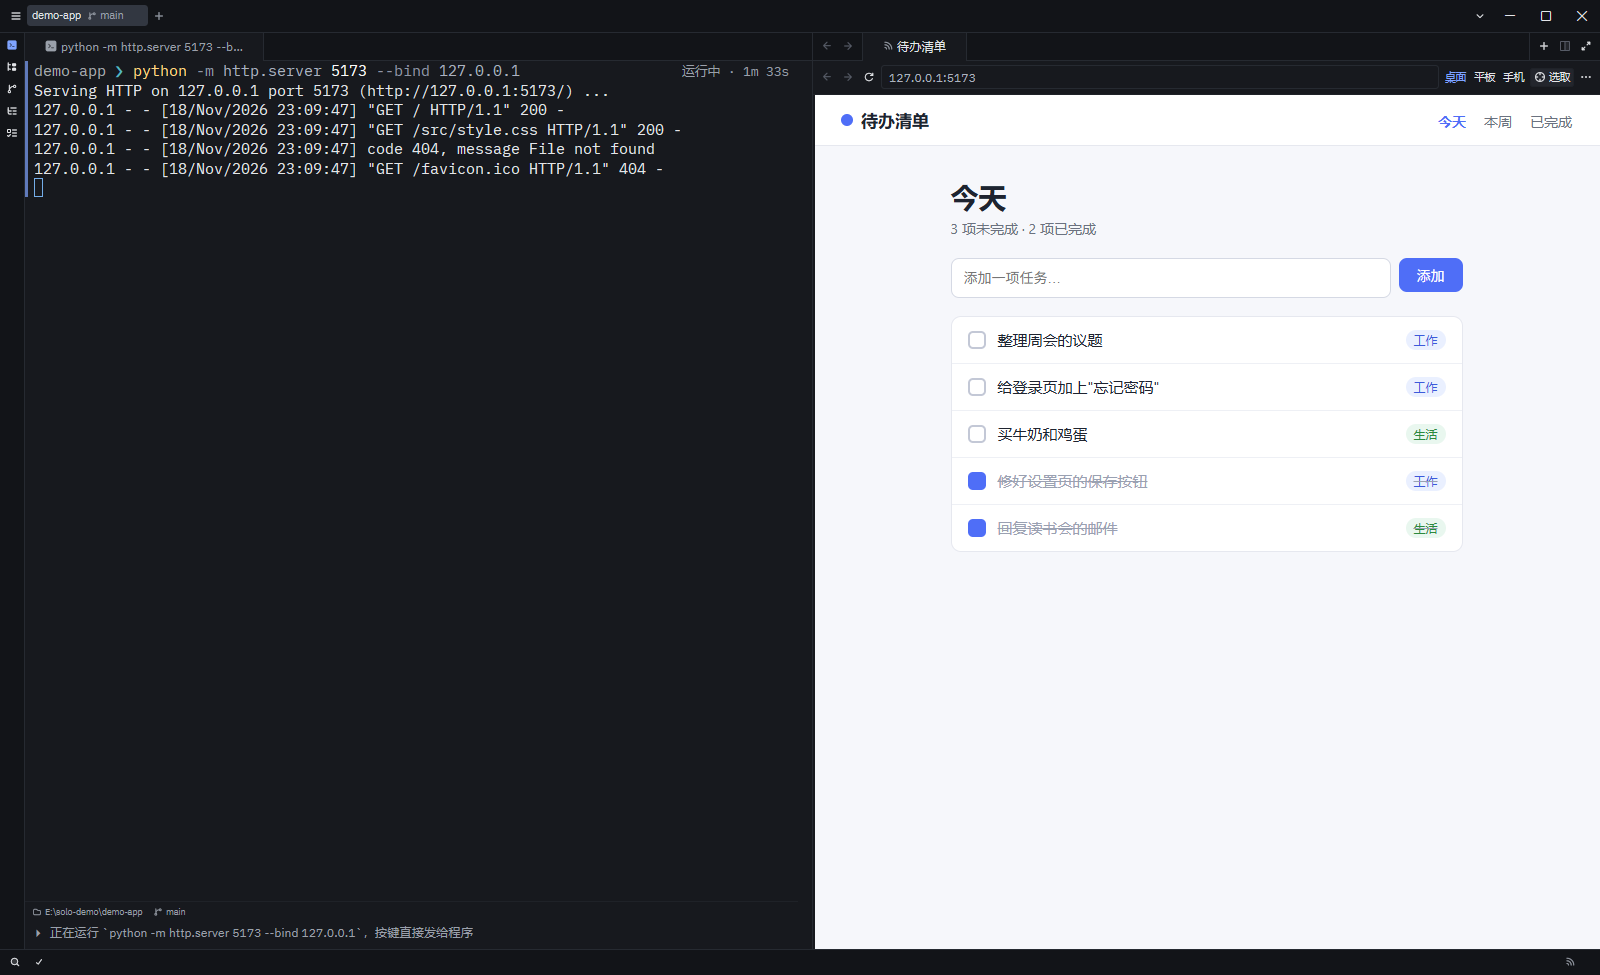 demo-app main
python -m http.server 5173 --b...
demo-app ❯ python -m http.server 5173 --bind 127.0.0.1
运行中 · 1m 33s
Serving HTTP on 127.0.0.1 port 5173 (http://127.0.0.1:5173/) ...
127.0.0.1 - - [18/Nov/2026 23:09:47] "GET / HTTP/1.1" 200 -
127.0.0.1 - - [18/Nov/2026 23:09:47] "GET /src/style.css HTTP/1.1" 200 -
127.0.0.1 - - [18/Nov/2026 23:09:47] code 404, message File not found
127.0.0.1 - - [18/Nov/2026 23:09:47] "GET /favicon.ico HTTP/1.1" 404 -
E:\solo-demo\demo-app main
正在运行 `python -m http.server 5173 --bind 127.0.0.1`，按键直接发给程序
待办清单
127.0.0.1:5173
桌面 平板 手机 选取
待办清单
今天 本周 已完成
今天
3 项未完成 · 2 项已完成
添加一项任务…
添加
整理周会的议题 工作
给登录页加上"忘记密码" 工作
买牛奶和鸡蛋 生活
修好设置页的保存按钮 工作
回复读书会的邮件 生活